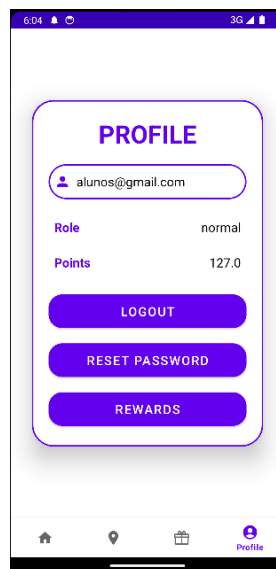 6:04 3G
PROFILE
alunos@gmail.com
Role normal
Points 127.0
LOGOUT
RESET PASSWORD
REWARDS
Profile